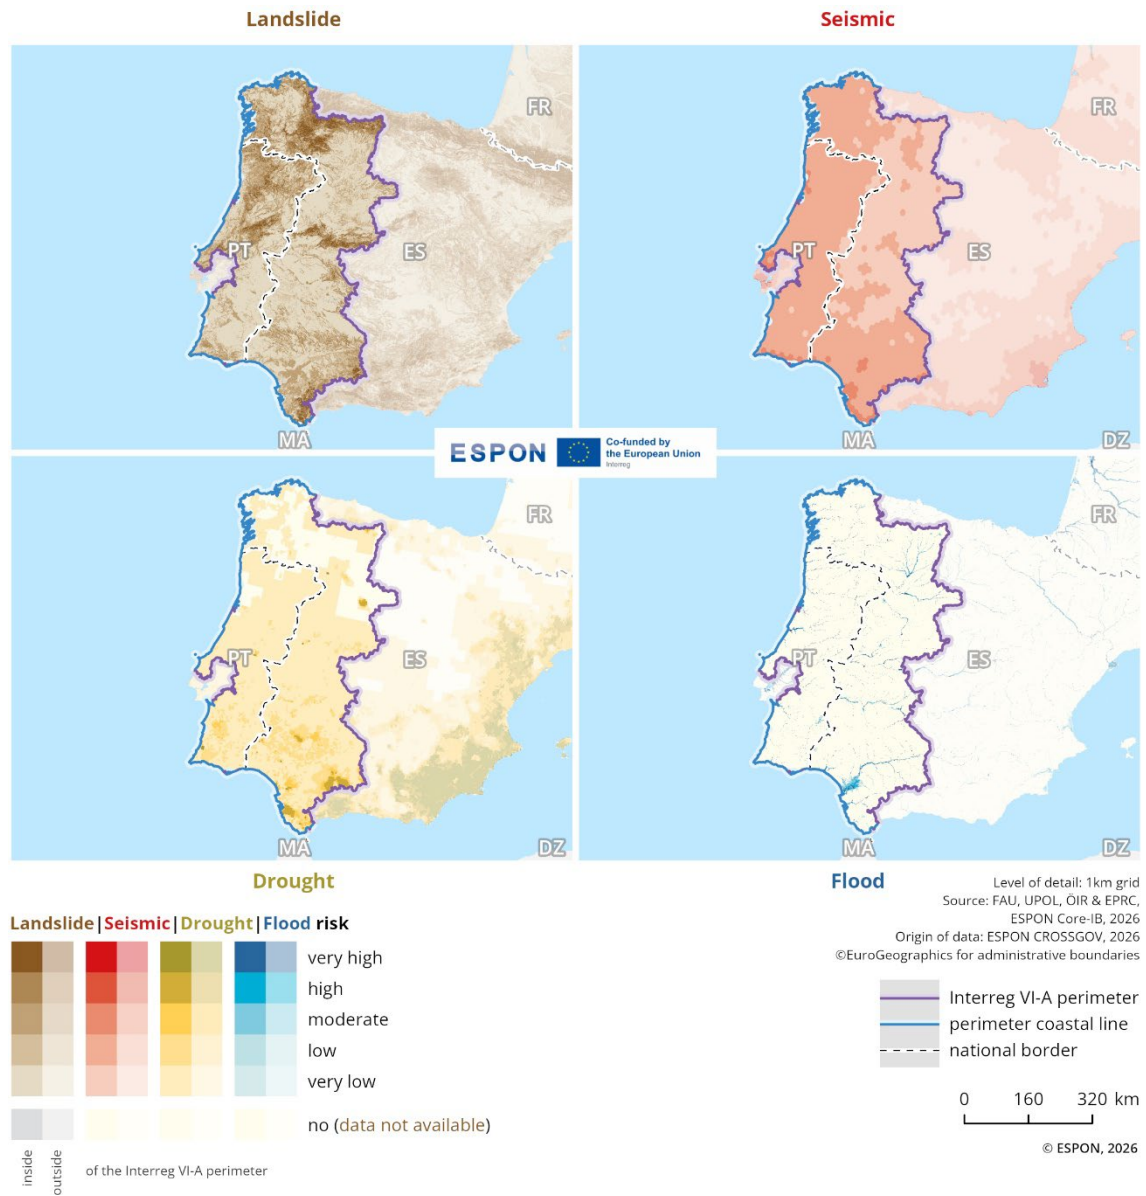 Landslide
Seismic
FR
FR
PT
ES
PT
ES
MA
MA
DZ
ESPON
Co-funded by
the European Union
Interreg
FR
FR
PT
ES
PT
ES
MA
DZ
MA
DZ
Drought
Flood
Level of detail: 1km grid
Source: FAU, UPOL, ÖIR & EPRC,
ESPON Core-IB, 2026
Origin of data: ESPON CROSSGOV, 2026
©EuroGeographics for administrative boundaries
Landslide|Seismic|Drought|Flood risk
very high
high
moderate
low
very low
no (data not available)
inside
outside
of the Interreg VI-A perimeter
Interreg VI-A perimeter
perimeter coastal line
national border
0 160 320 km
© ESPON, 2026